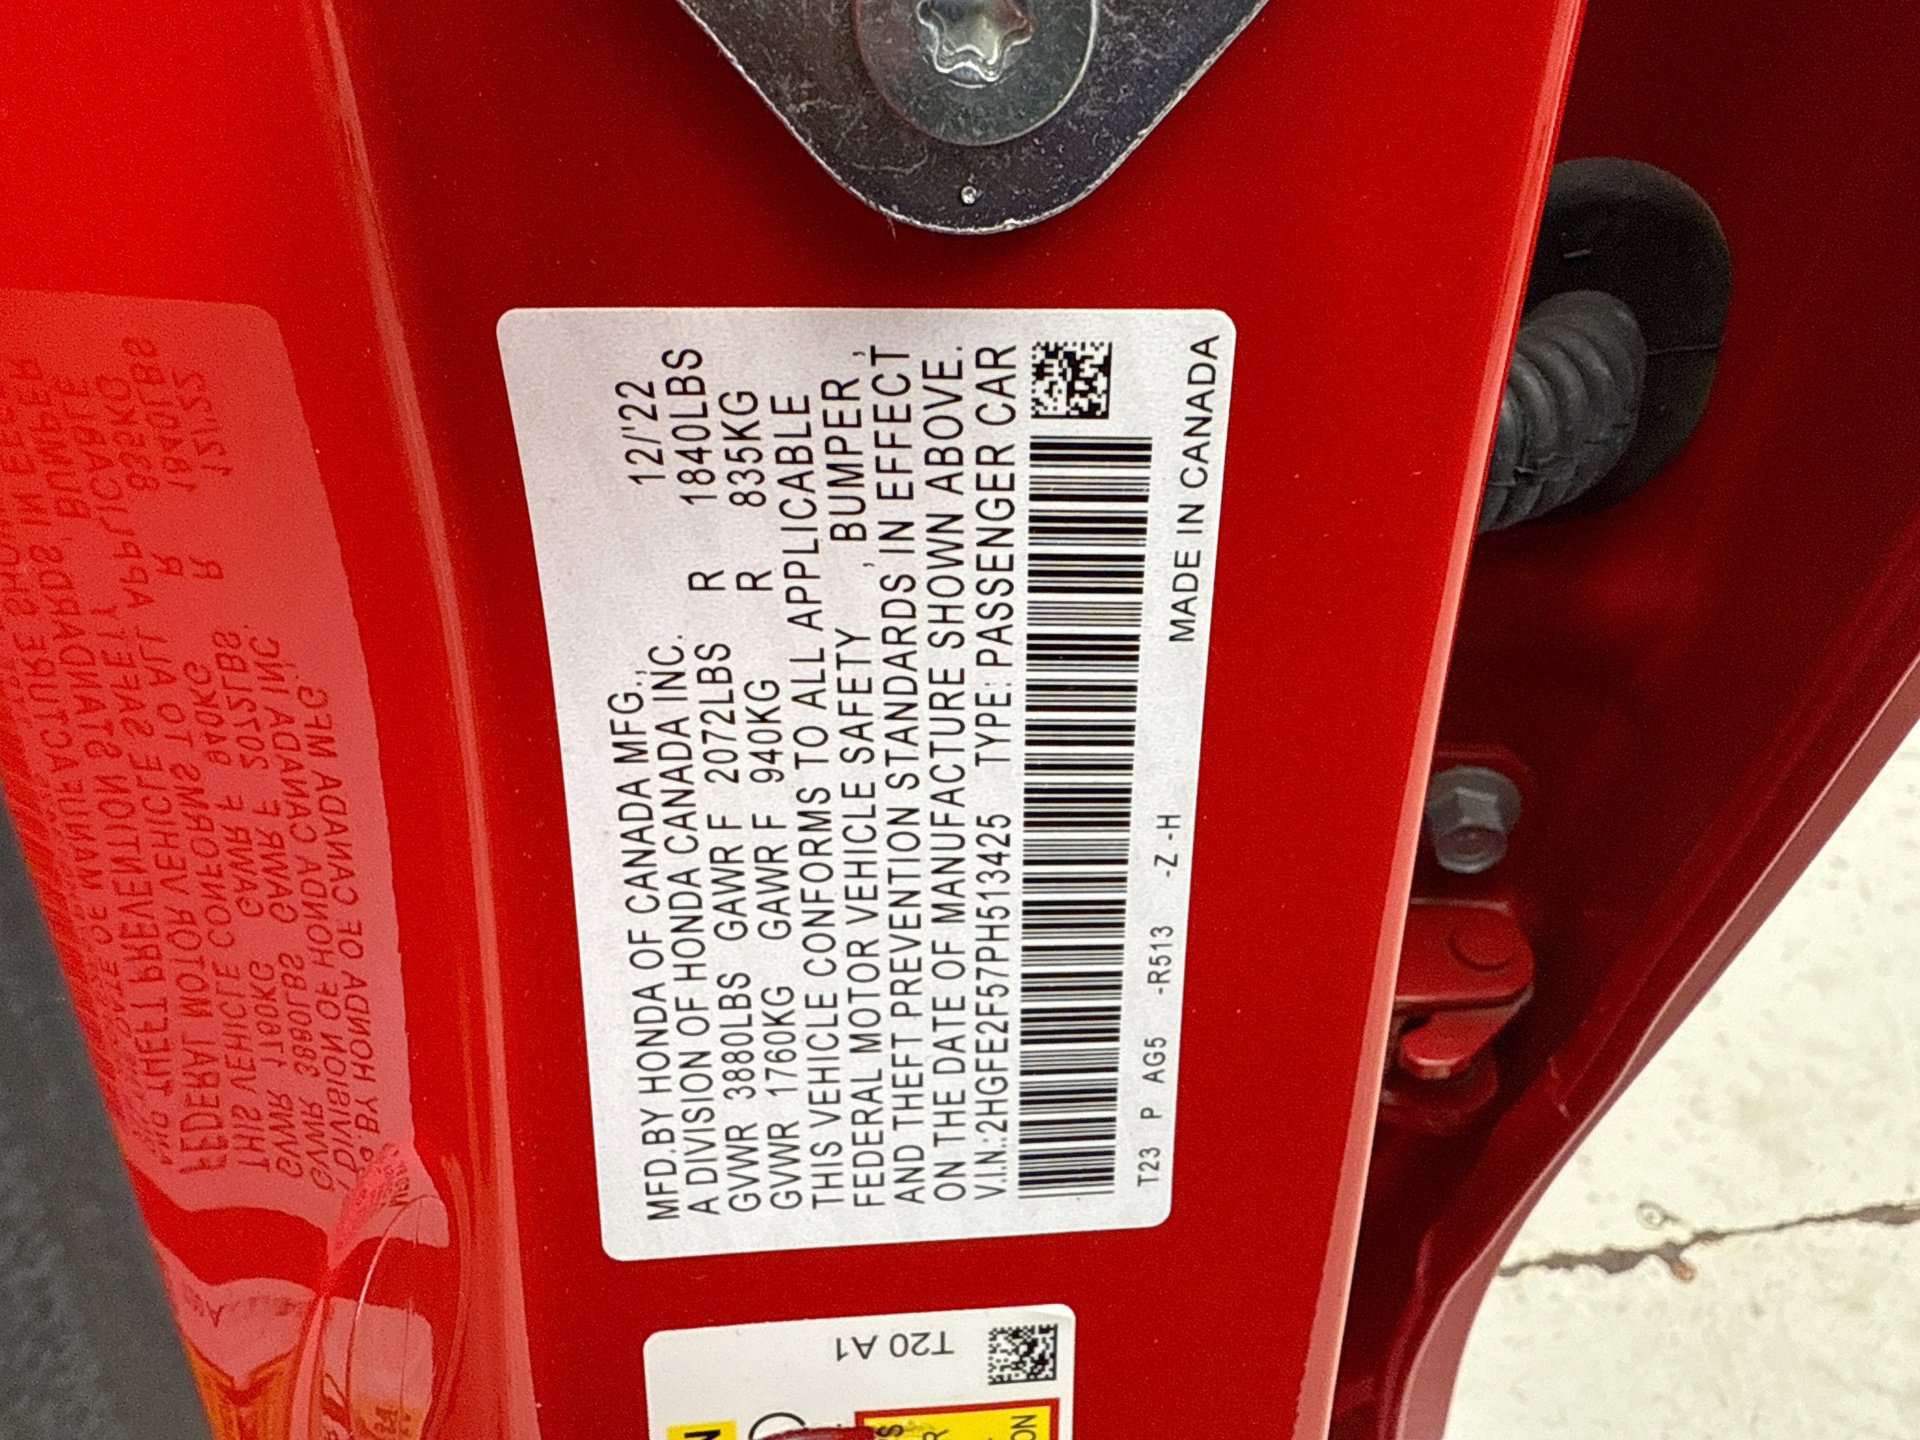 MFD.BY HONDA OF CANADA MFG., 12/'22
A DIVISION OF HONDA CANADA INC.
GVWR 3880LBS GAWR F 2072LBS R 1840LBS
GVWR 1760KG GAWR F 940KG R 835KG
THIS VEHICLE CONFORMS TO ALL APPLICABLE
FEDERAL MOTOR VEHICLE SAFETY , BUMPER ,
AND THEFT PREVENTION STANDARDS IN EFFECT
ON THE DATE OF MANUFACTURE SHOWN ABOVE.
V.I.N.:2HGFE2F57PH513425 TYPE: PASSENGER CAR
T23 P AG5 -R513 -Z -H MADE IN CANADA
T20 A1